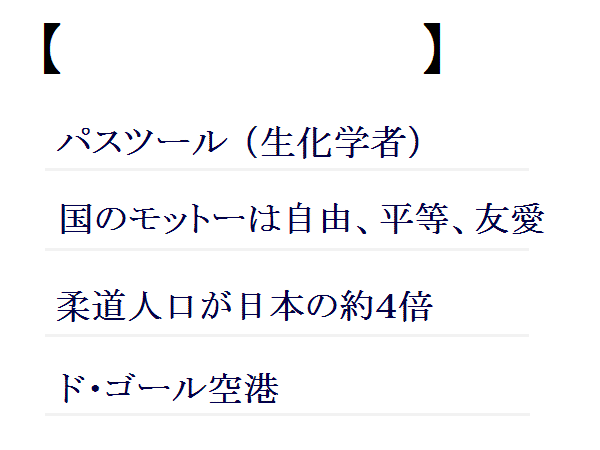 【　　　　　　　　】
パスツール（生化学者）
国のモットーは自由、平等、友愛
柔道人口が日本の約4倍
ド・ゴール空港